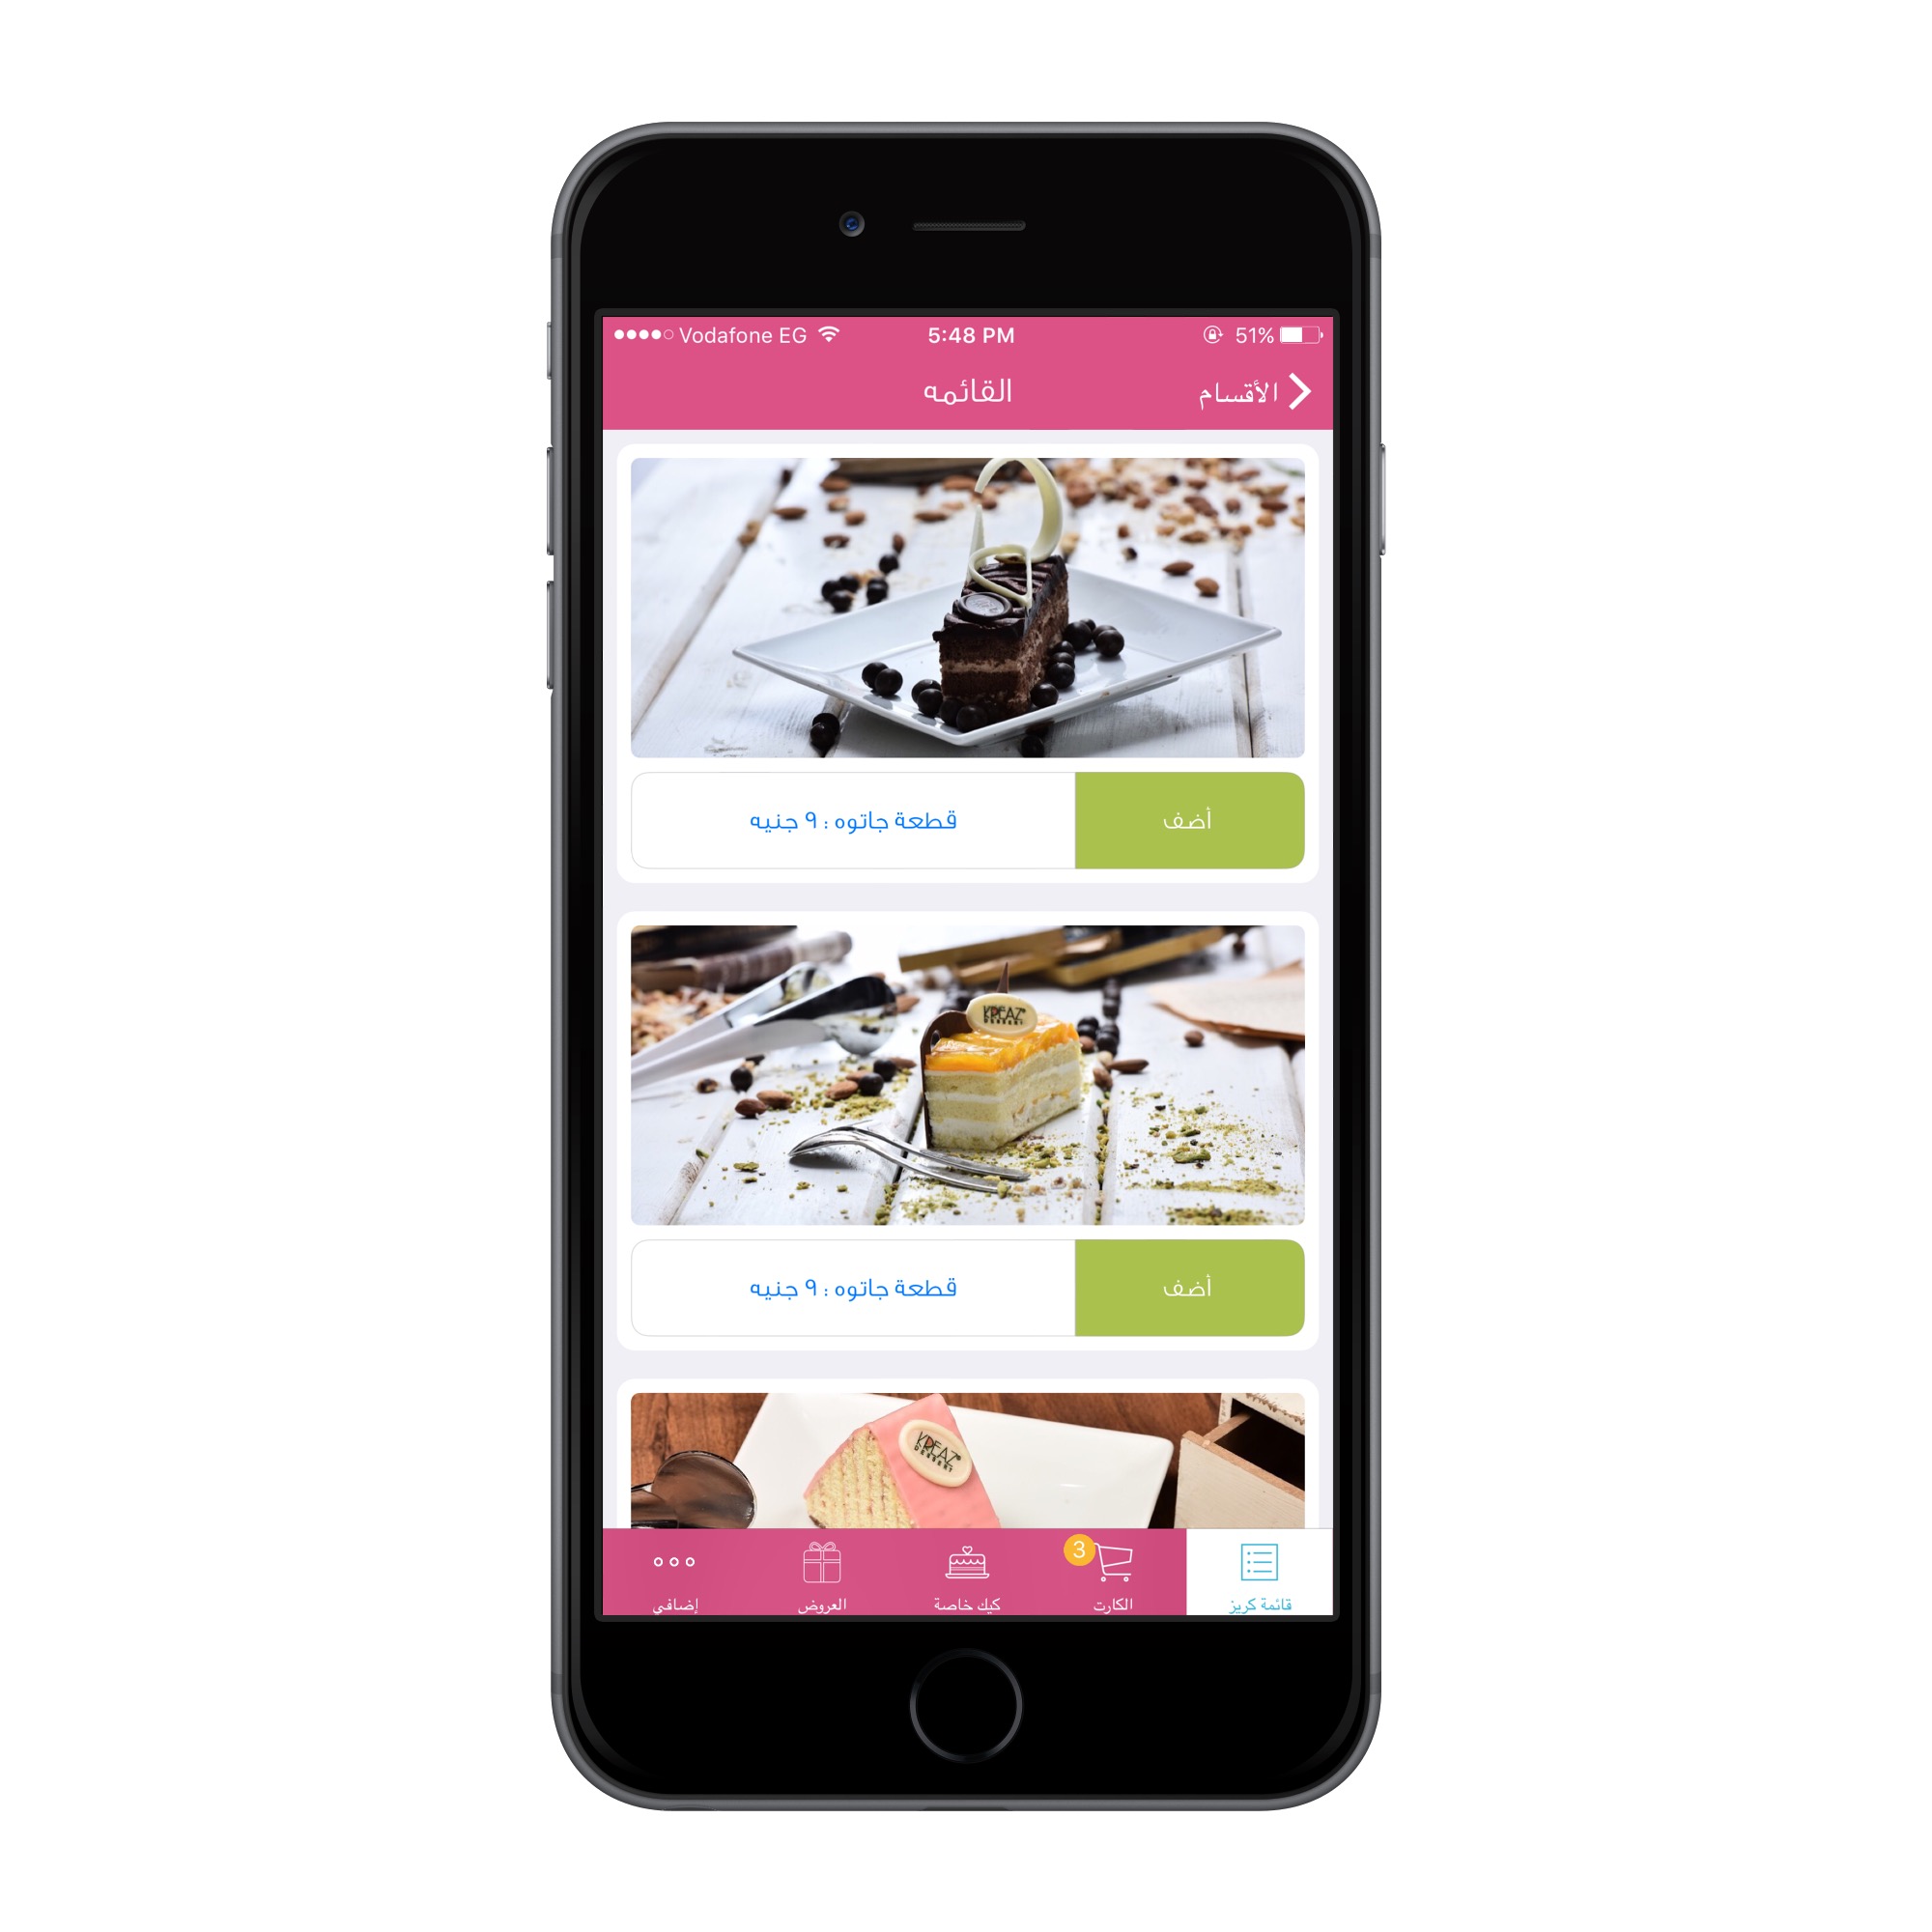 Vodafone EG 5:48 PM 51%
الأقسام
القائمه
أضف
قطعة جاتوه : ٩ جنيه
KREAZ®
DESSERT
أضف
قطعة جاتوه : ٩ جنيه
KREAZ®
DESSERT
3
قائمة كريز
الكارت
كيك خاصة
العروض
إضافي